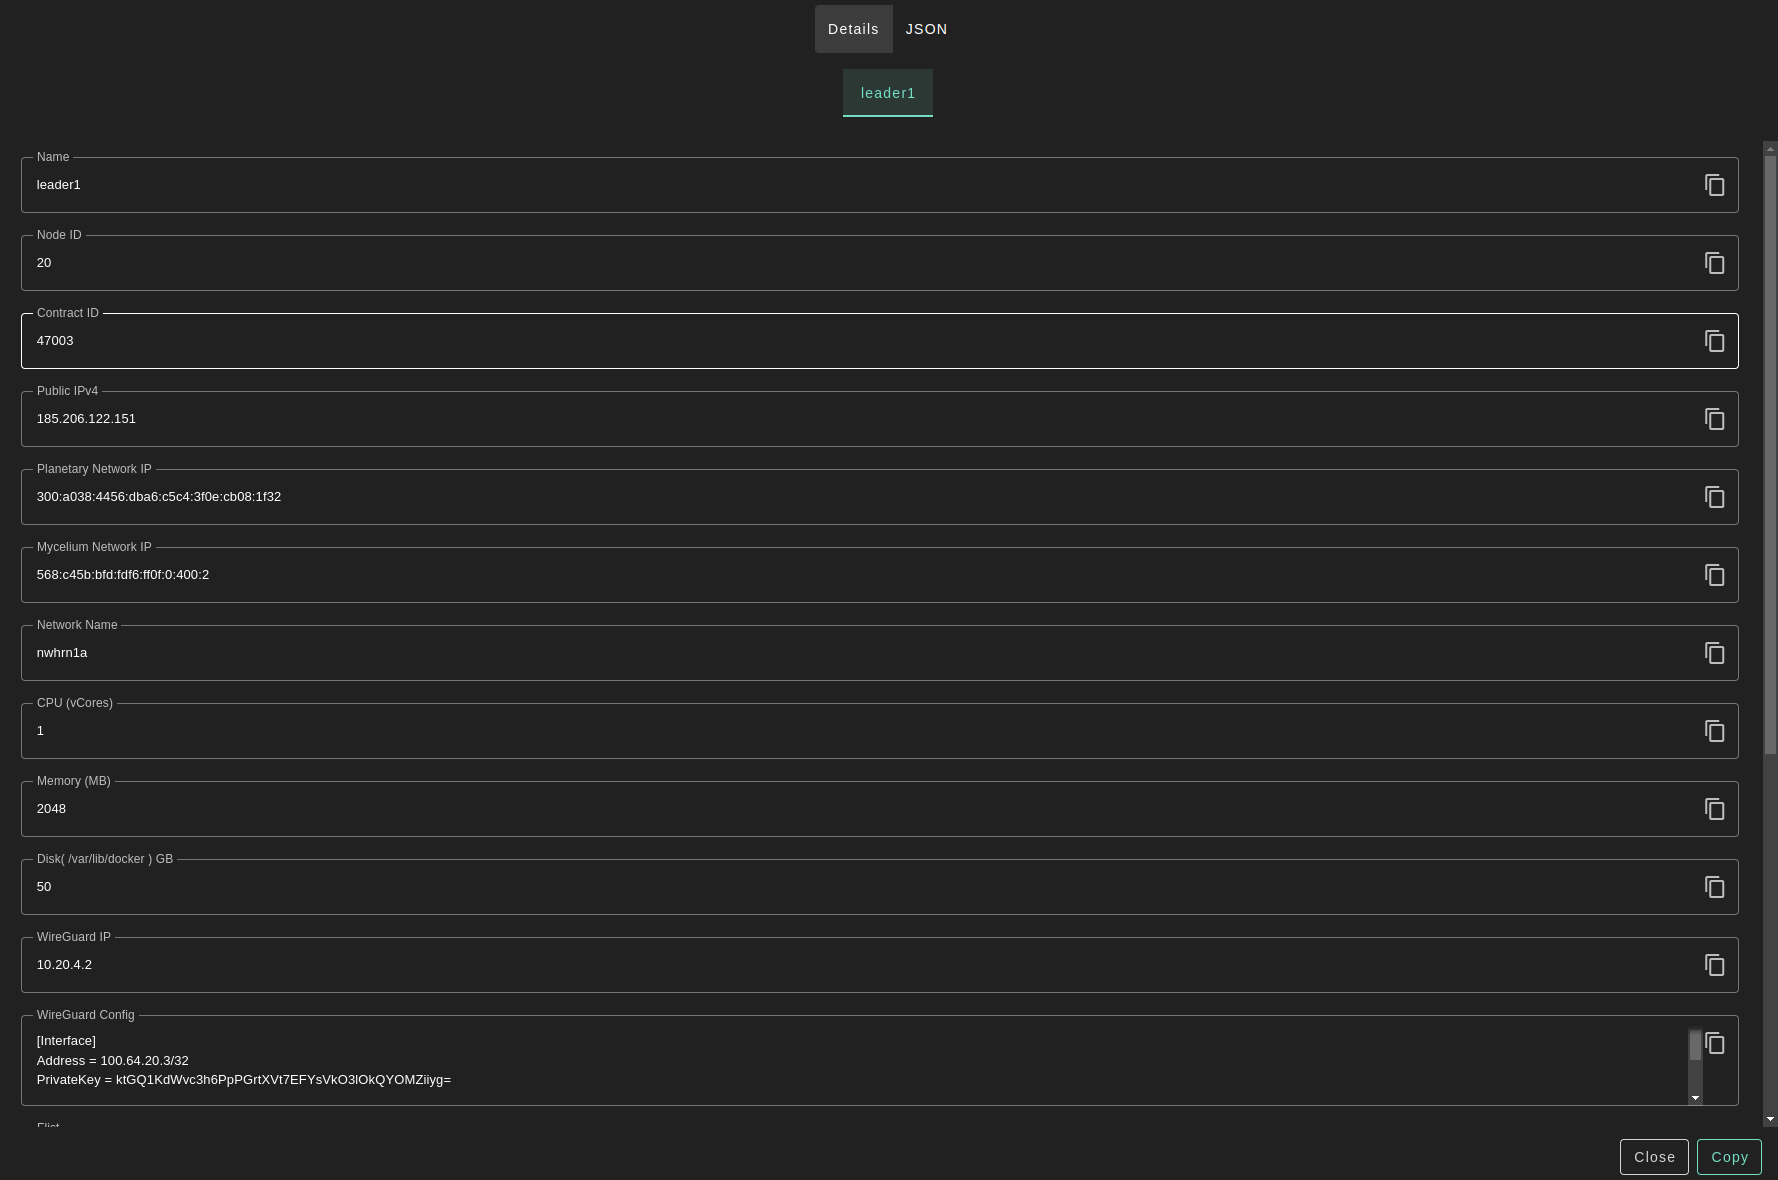 Details JSON
leader1
Name
leader1
Node ID
20
Contract ID
47003
Public IPv4
185.206.122.151
Planetary Network IP
300:a038:4456:dba6:c5c4:3f0e:cb08:1f32
Mycelium Network IP
568:c45b:bfd:fdf6:ff0f:0:400:2
Network Name
nwhrn1a
CPU (vCores)
1
Memory (MB)
2048
Disk( /var/lib/docker ) GB
50
WireGuard IP
10.20.4.2
WireGuard Config
[Interface]
Address = 100.64.20.3/32
PrivateKey = ktGQ1KdWvc3h6PpPGrtXVt7EFYsVkO3lOkQYOMZiiyg=
Flist
Close Copy